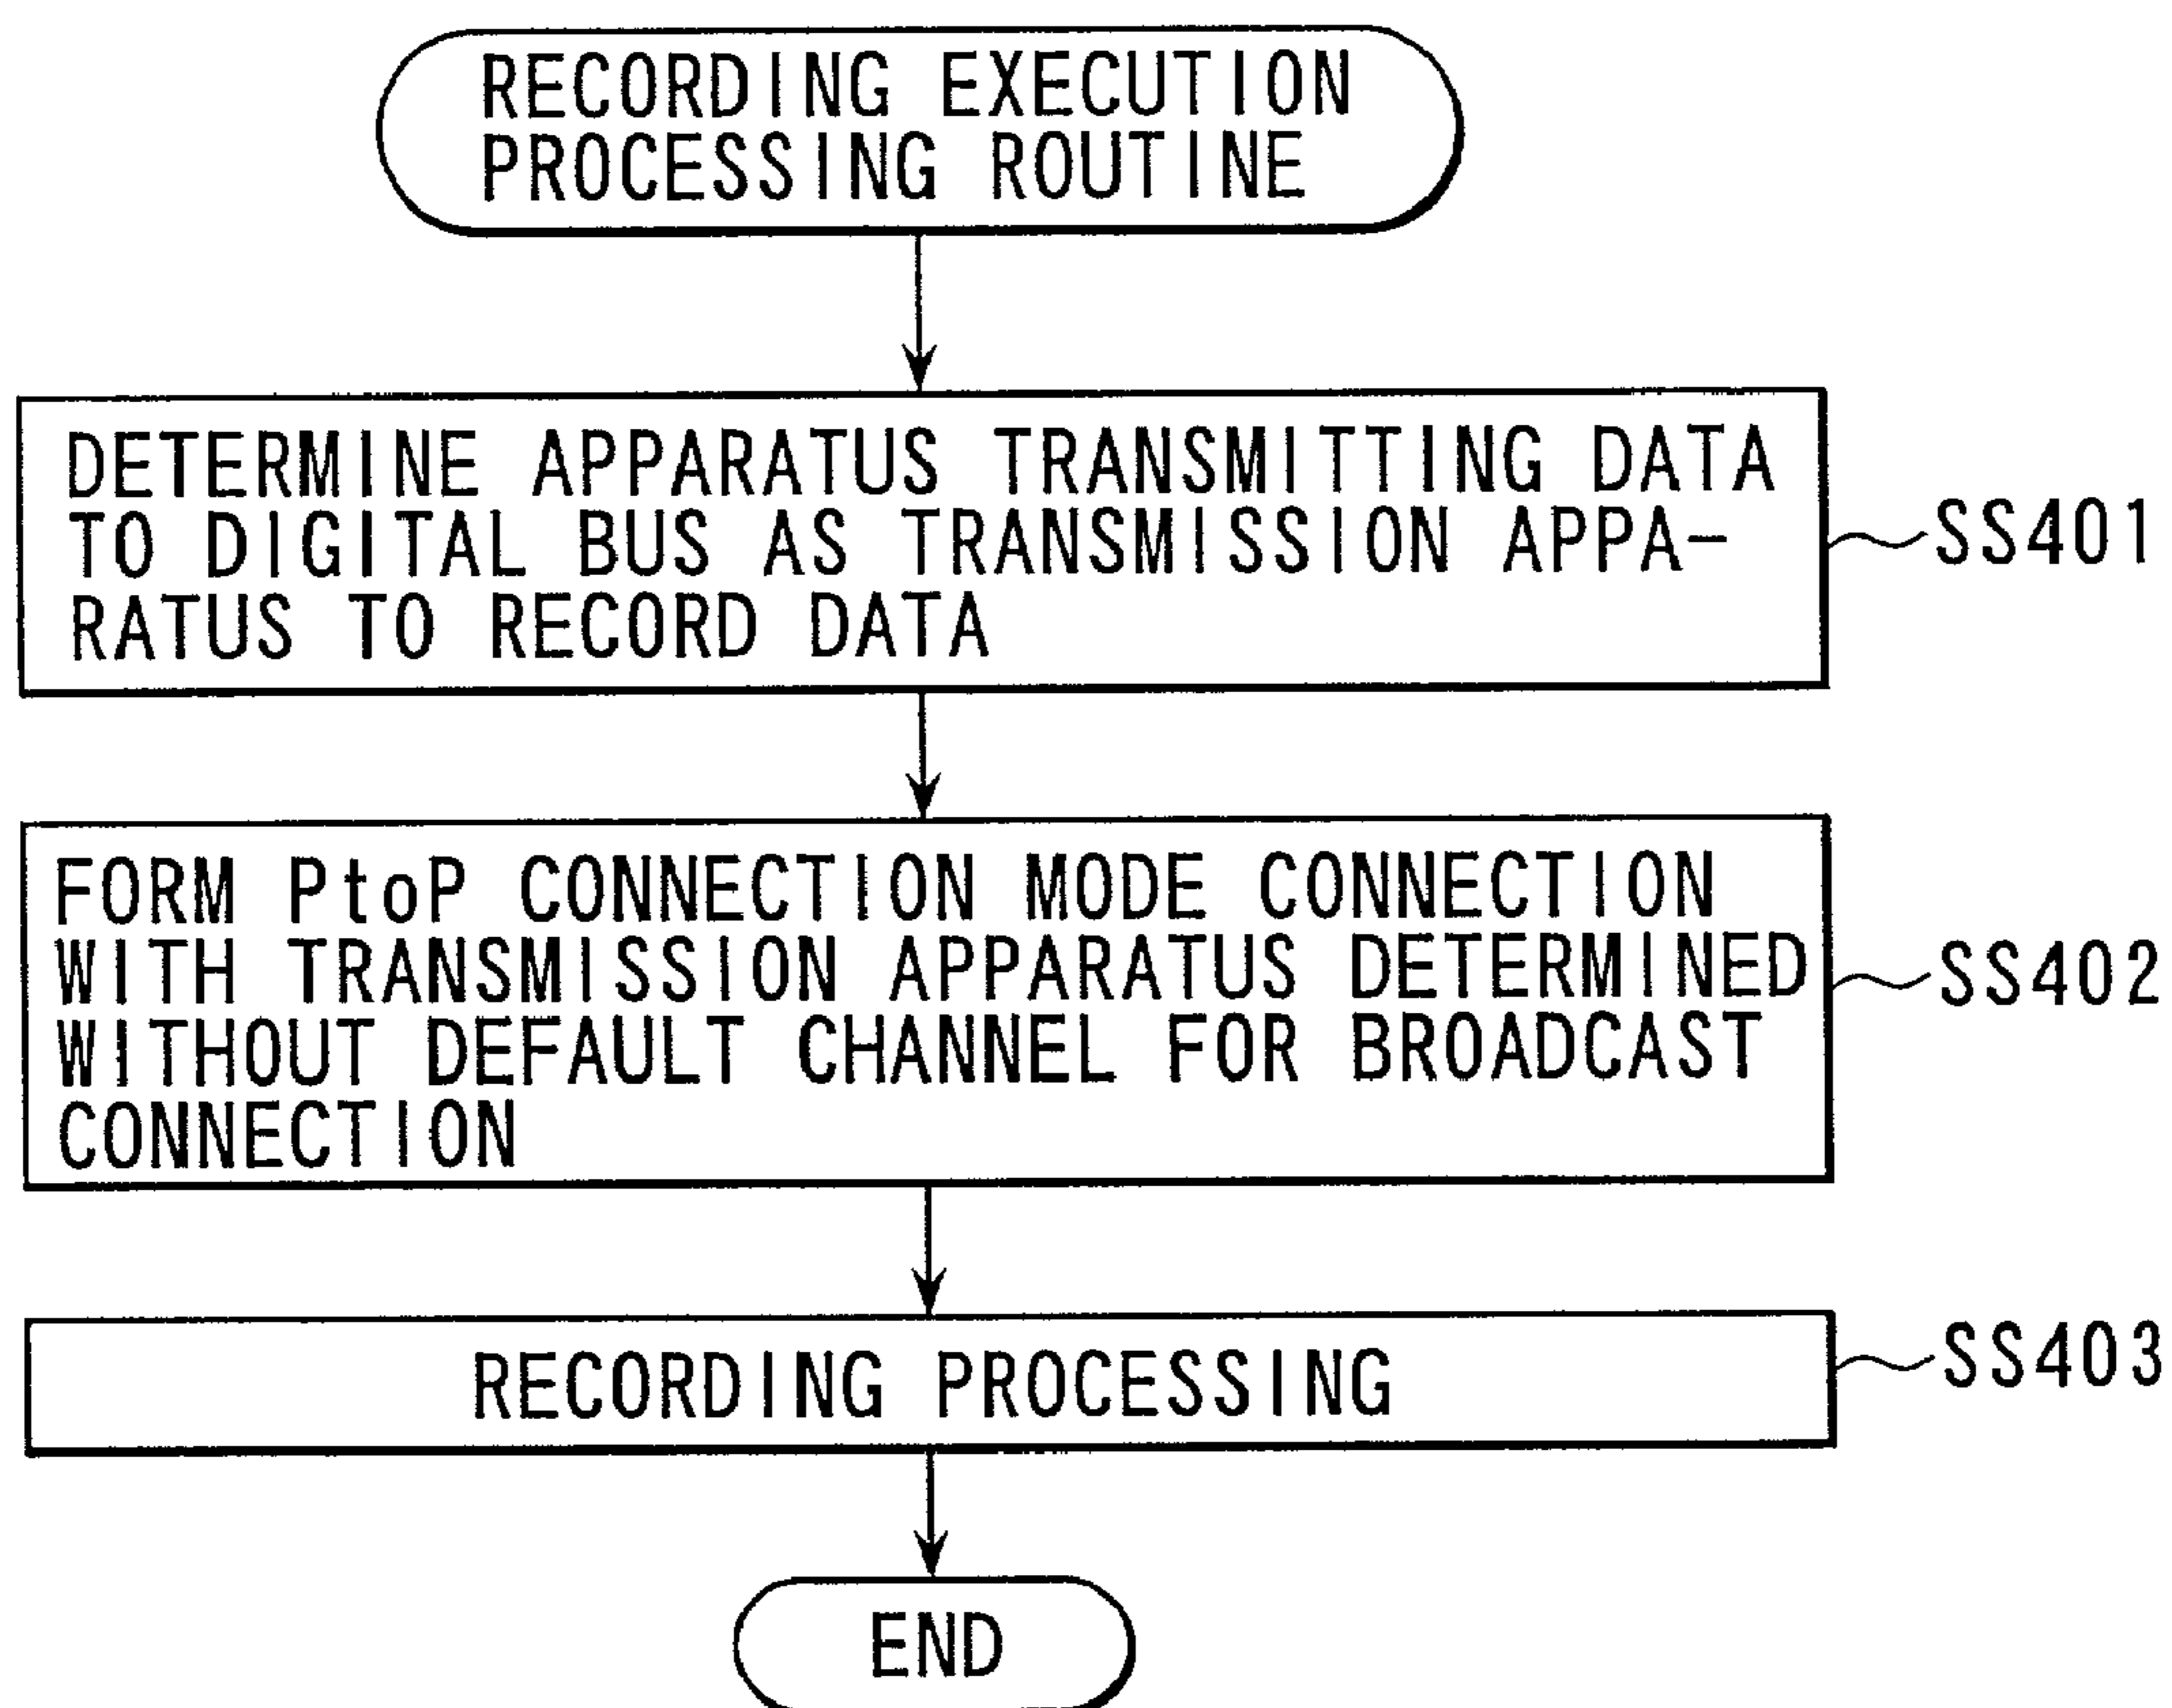 RECORDING EXECUTION
PROCESSING ROUTINE
DETERMINE APPARATUS TRANSMITTING DATA
TO DIGITAL BUS AS TRANSMISSION APPA-
RATUS TO RECORD DATA
SS401
FORM PtoP CONNECTION MODE CONNECTION
WITH TRANSMISSION APPARATUS DETERMINED
WITHOUT DEFAULT CHANNEL FOR BROADCAST
CONNECTION
SS402
RECORDING PROCESSING
SS403
END